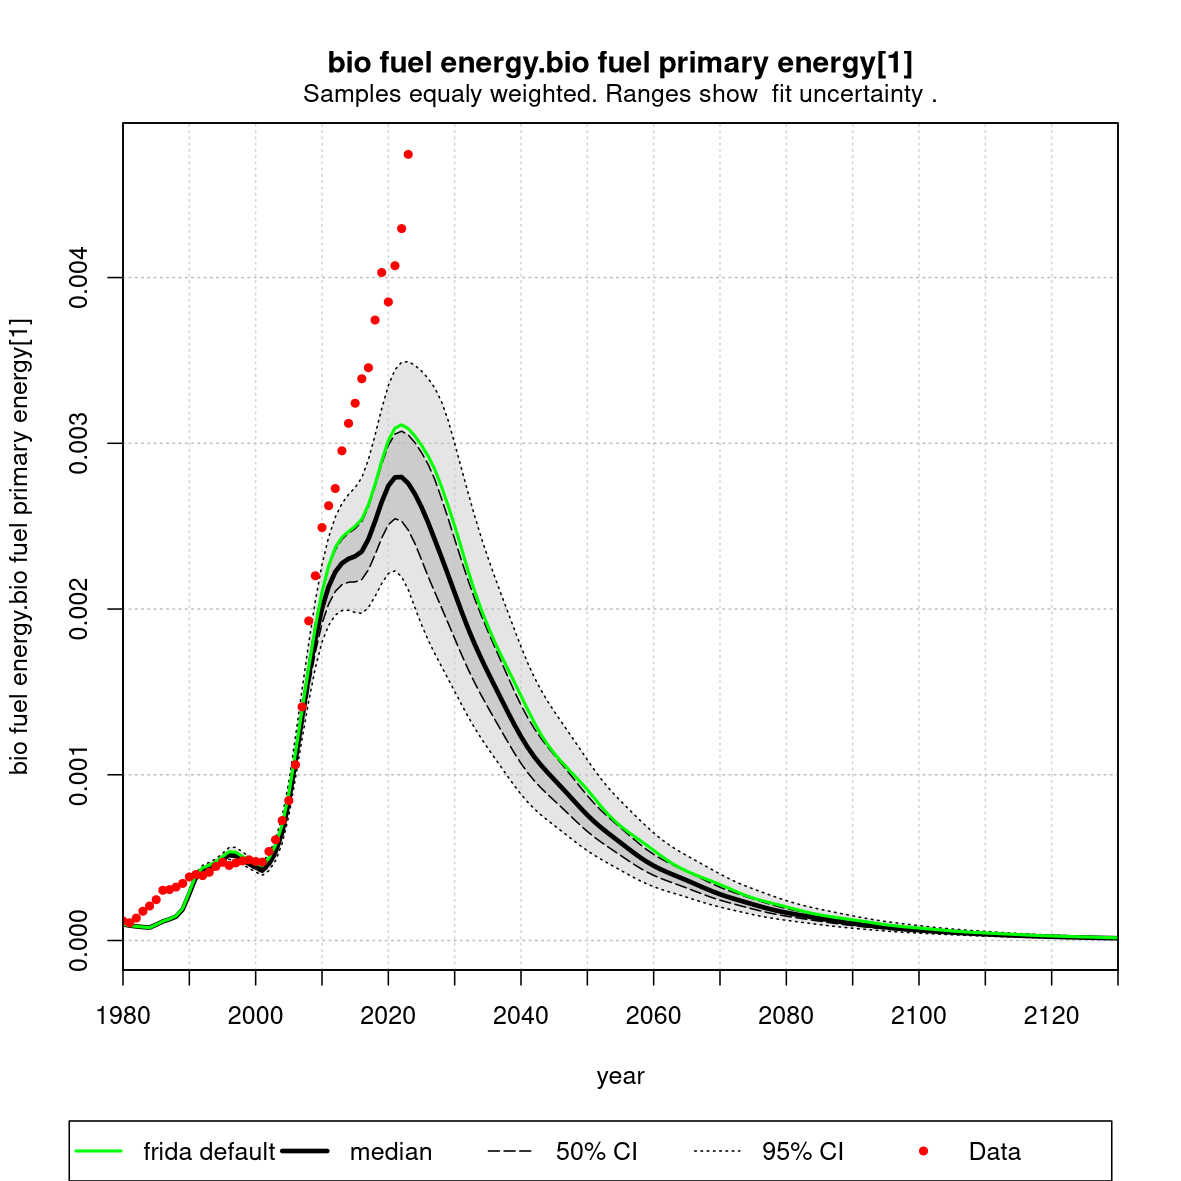 bio fuel energy.bio fuel primary energy[1]
Samples equaly weighted. Ranges show  fit uncertainty .
bio fuel energy.bio fuel primary energy[1]
0.004
0.003
0.002
0.001
0.000
1980 2000 2020 2040 2060 2080 2100 2120
year
frida default median 50% CI 95% CI Data